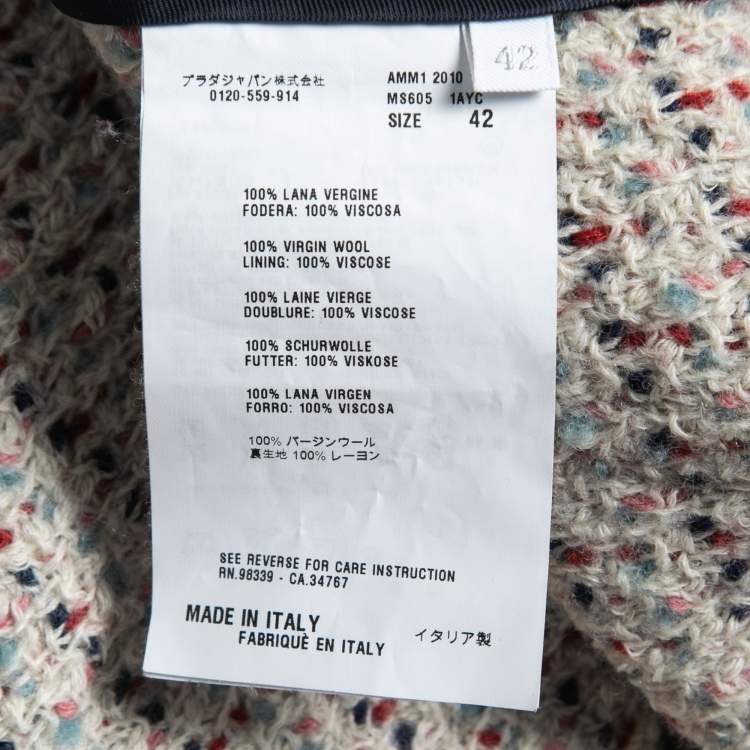 42
プラダジャパン株式会社
0120-559-914
AMM1 2010
MS605 1AYC
SIZE 42
100% LANA VERGINE
FODERA: 100% VISCOSA
100% VIRGIN WOOL
LINING: 100% VISCOSE
100% LAINE VIERGE
DOUBLURE: 100% VISCOSE
100% SCHURWOLLE
FUTTER: 100% VISKOSE
100% LANA VIRGEN
FORRO: 100% VISCOSA
100% バージンウール
裏生地 100% レーヨン
SEE REVERSE FOR CARE INSTRUCTION
RN.98339 - CA.34767
MADE IN ITALY
FABRIQUÈ EN ITALY
イタリア製